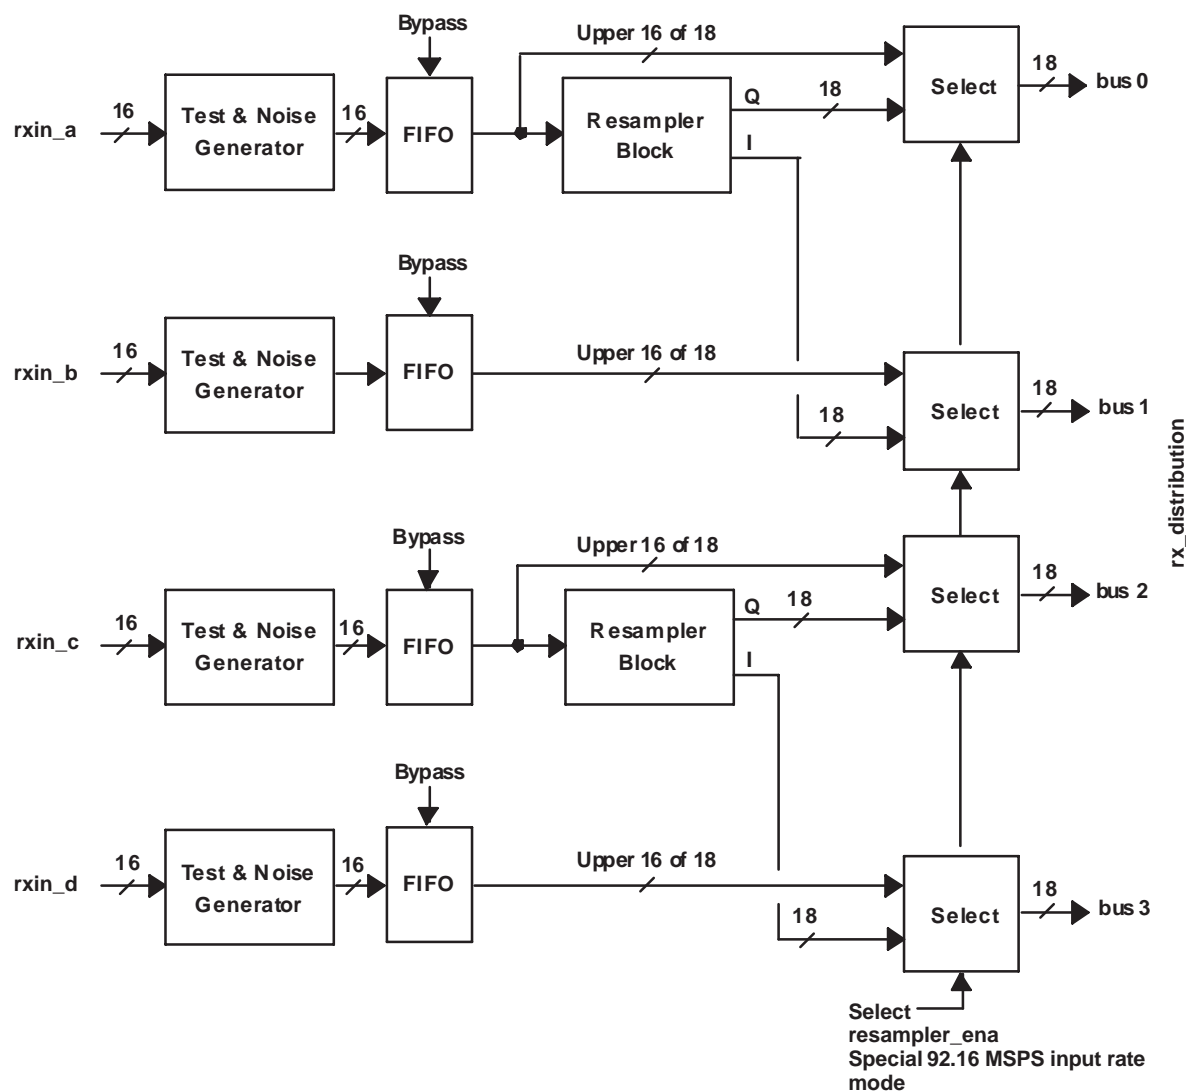 Bypass
Upper 16 of 18
18
bus 0
Select
rxin_a
16
Test & Noise
Generator
16
FIFO
Resampler
Block
Q
18
I
Bypass
rxin_b
16
Test & Noise
Generator
FIFO
Upper 16 of 18
18
Select
18
bus 1
rx_distribution
Bypass
Upper 16 of 18
rxin_c
16
Test & Noise
Generator
16
FIFO
Resampler
Block
Q
18
I
Select
18
bus 2
Bypass
rxin_d
16
Test & Noise
Generator
16
FIFO
Upper 16 of 18
18
Select
18
bus 3
Select
resampler_ena
Special 92.16 MSPS input rate
mode